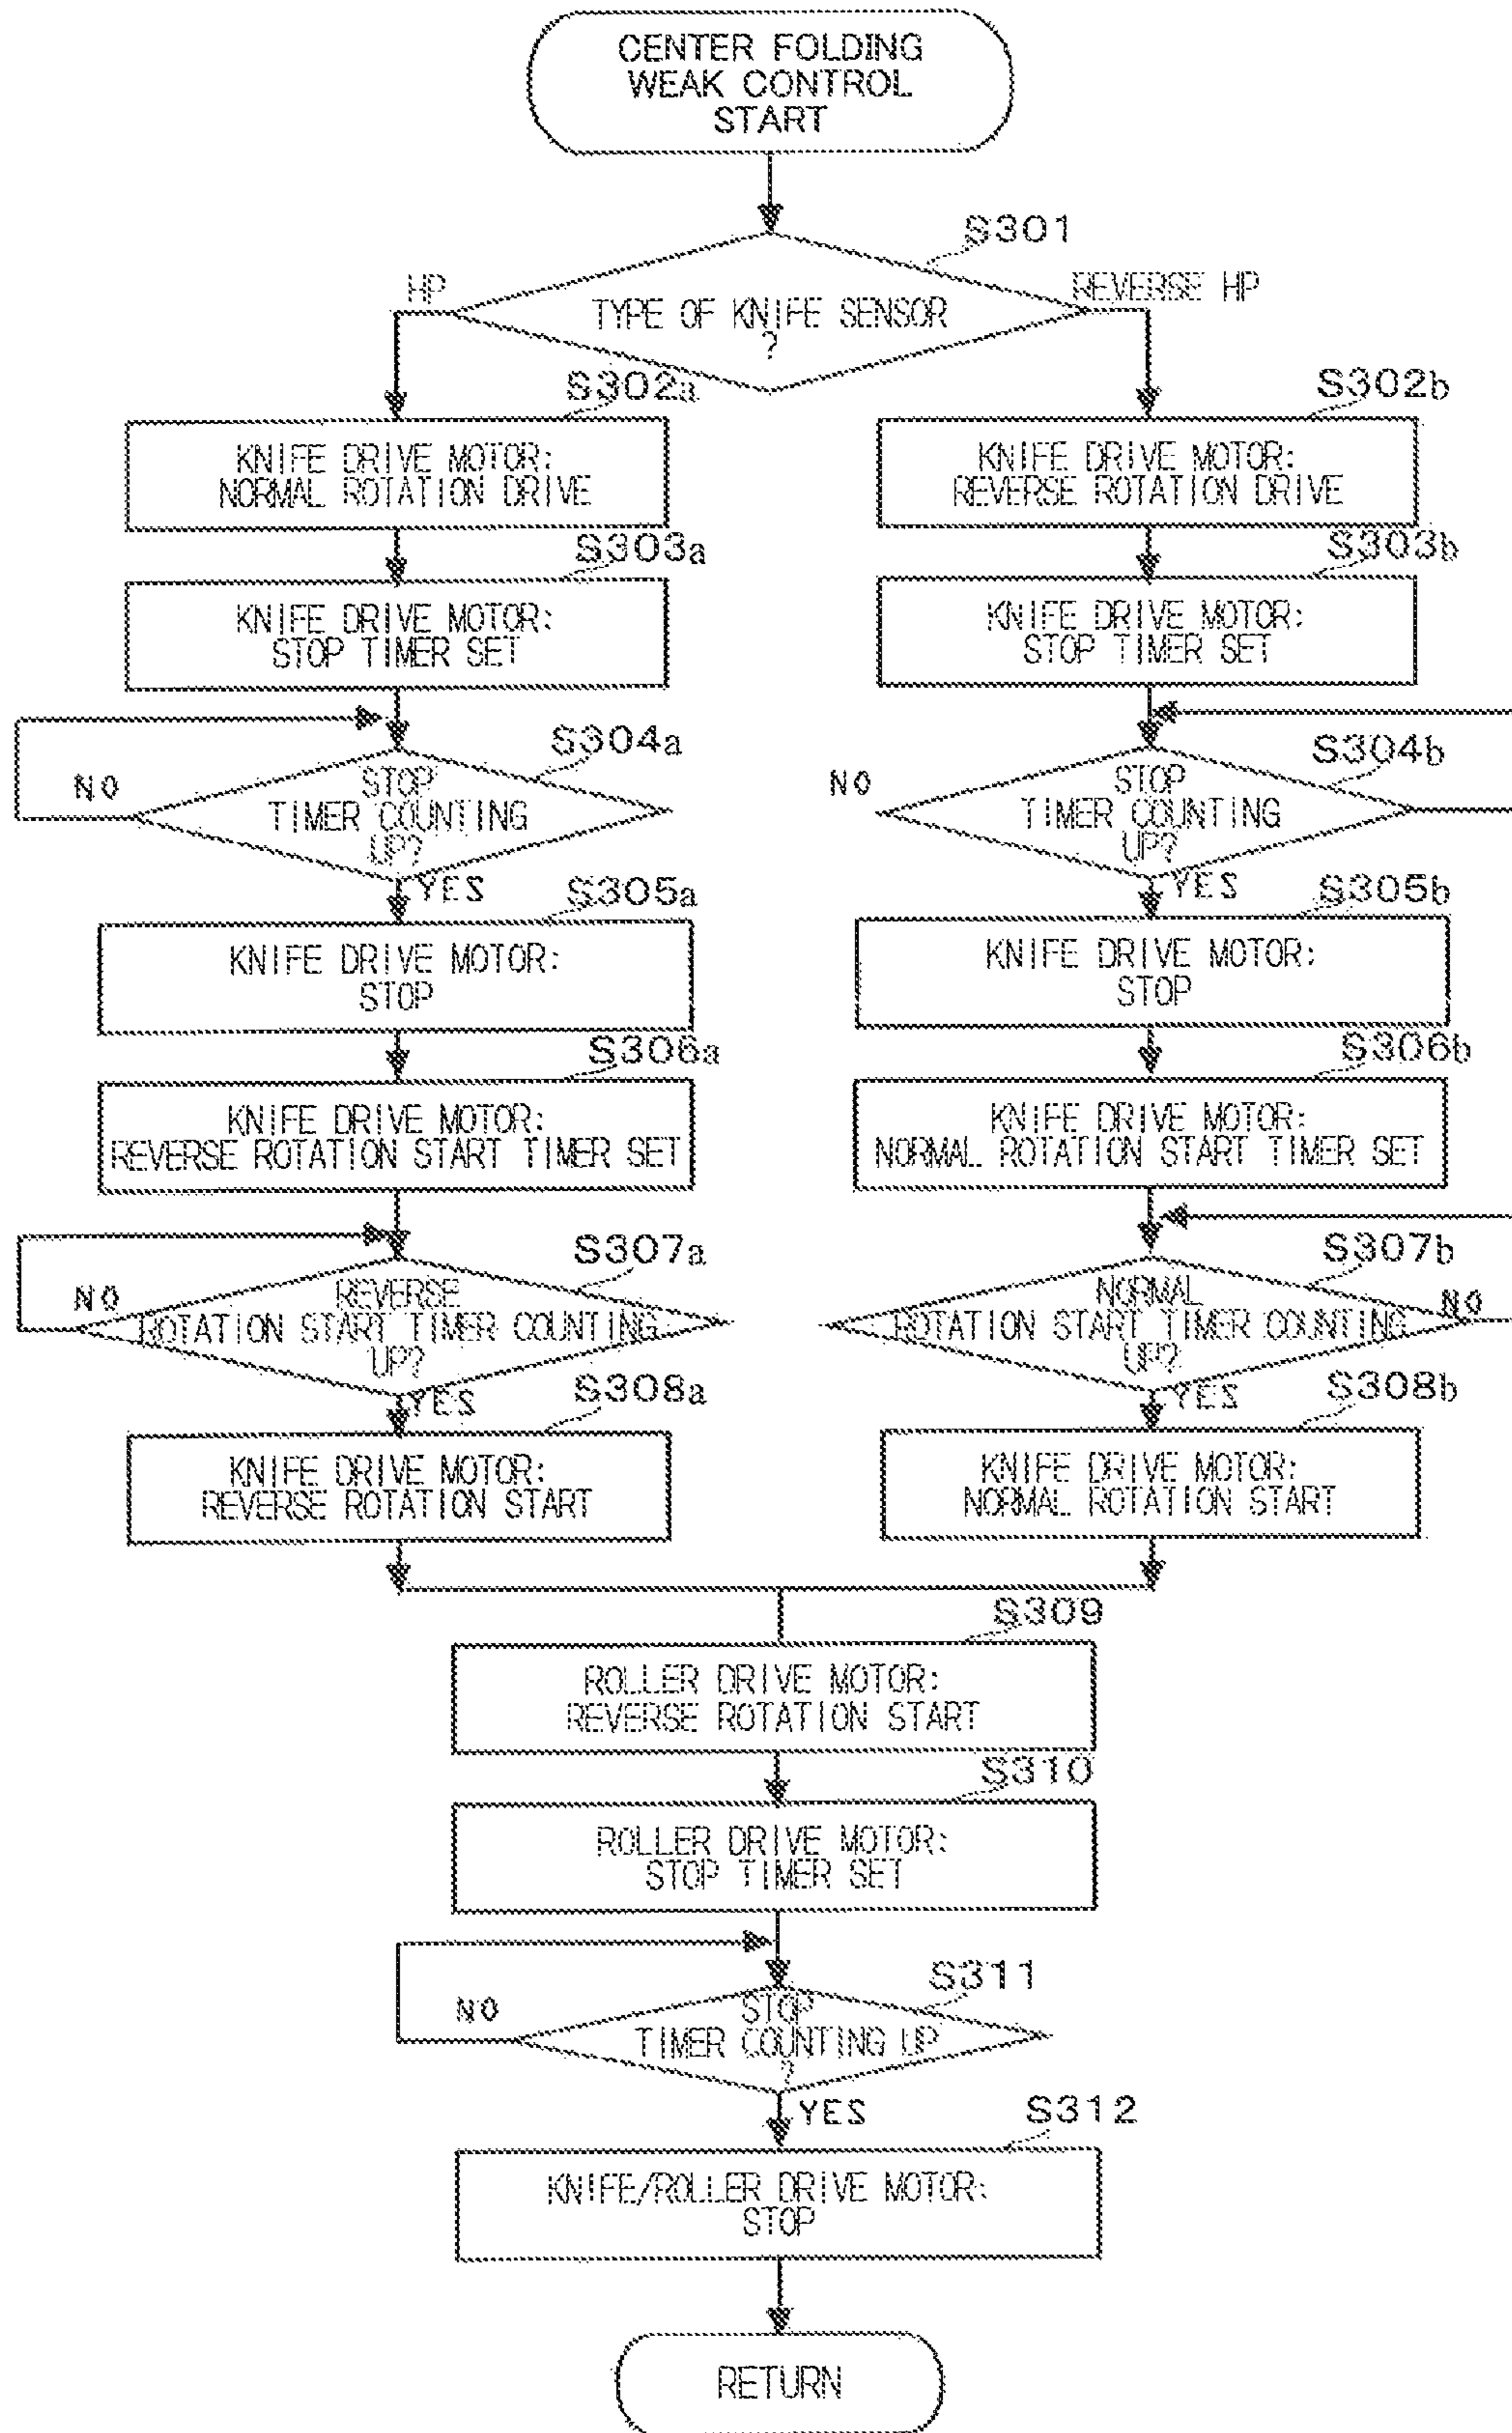 CENTER FOLDING
WEAK CONTROL
START
S301
HP
REVERSE HP
TYPE OF KNIFE SENSOR
?
S302a
KNIFE DRIVE MOTOR:
NORMAL ROTATION DRIVE
S302b
KNIFE DRIVE MOTOR:
REVERSE ROTATION DRIVE
S303a
KNIFE DRIVE MOTOR:
STOP TIMER SET
S303b
KNIFE DRIVE MOTOR:
STOP TIMER SET
S304a
NO
STOP
TIMER COUNTING
UP?
YES
S304b
NO
STOP
TIMER COUNTING
UP?
YES
S305a
KNIFE DRIVE MOTOR:
STOP
S305b
KNIFE DRIVE MOTOR:
STOP
S306a
KNIFE DRIVE MOTOR:
REVERSE ROTATION START TIMER SET
S306b
KNIFE DRIVE MOTOR:
NORMAL ROTATION START TIMER SET
S307a
NO
REVERSE
ROTATION START TIMER COUNTING
UP?
YES
S307b
NORMAL
NO
ROTATION START TIMER COUNTING
UP?
YES
S308a
KNIFE DRIVE MOTOR:
REVERSE ROTATION START
S308b
KNIFE DRIVE MOTOR:
NORMAL ROTATION START
S309
ROLLER DRIVE MOTOR:
REVERSE ROTATION START
S310
ROLLER DRIVE MOTOR:
STOP TIMER SET
S311
NO
STOP
TIMER COUNTING UP
?
YES
S312
KNIFE/ROLLER DRIVE MOTOR:
STOP
RETURN